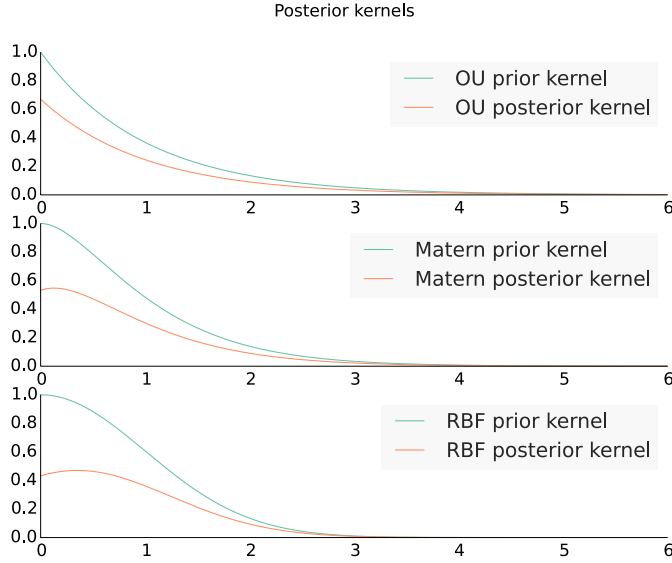 Posterior kernels
1.0
0.8
0.6
0.4
0.2
0.0
OU prior kernel
OU posterior kernel
0 1 2 3 4 5 6
1.0
0.8
0.6
0.4
0.2
0.0
Matern prior kernel
Matern posterior kernel
0 1 2 3 4 5 6
1.0
0.8
0.6
0.4
0.2
0.0
RBF prior kernel
RBF posterior kernel
0 1 2 3 4 5 6